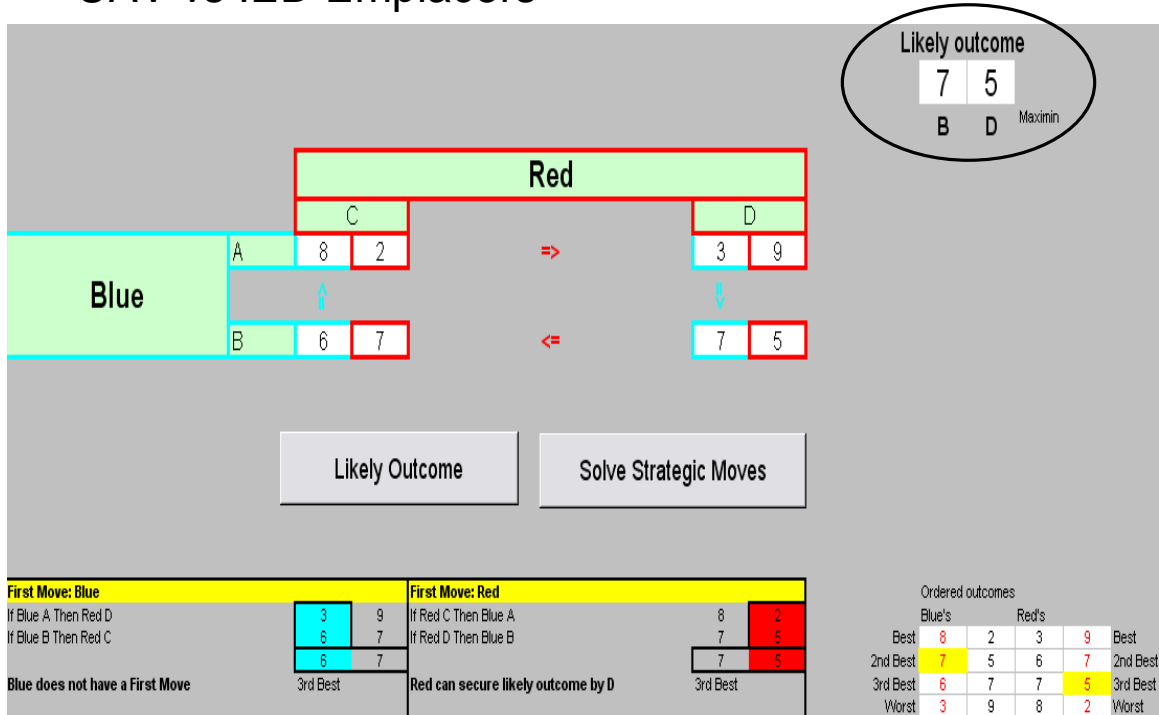 Likely outcome
7 5
B D Maximin
Red
C D
A 8 2 => 3 9
Blue
B 6 7 <= 7 5
Likely Outcome
Solve Strategic Moves
First Move: Blue
If Blue A Then Red D 3 9
If Blue B Then Red C 6 7
6 7
Blue does not have a First Move 3rd Best
First Move: Red
If Red C Then Blue A 8 2
If Red D Then Blue B 7 5
7 5
Red can secure likely outcome by D 3rd Best
Ordered outcomes
Blue's Red's
Best 8 2 3 9 Best
2nd Best 7 5 6 7 2nd Best
3rd Best 6 7 7 5 3rd Best
Worst 3 9 8 2 Worst